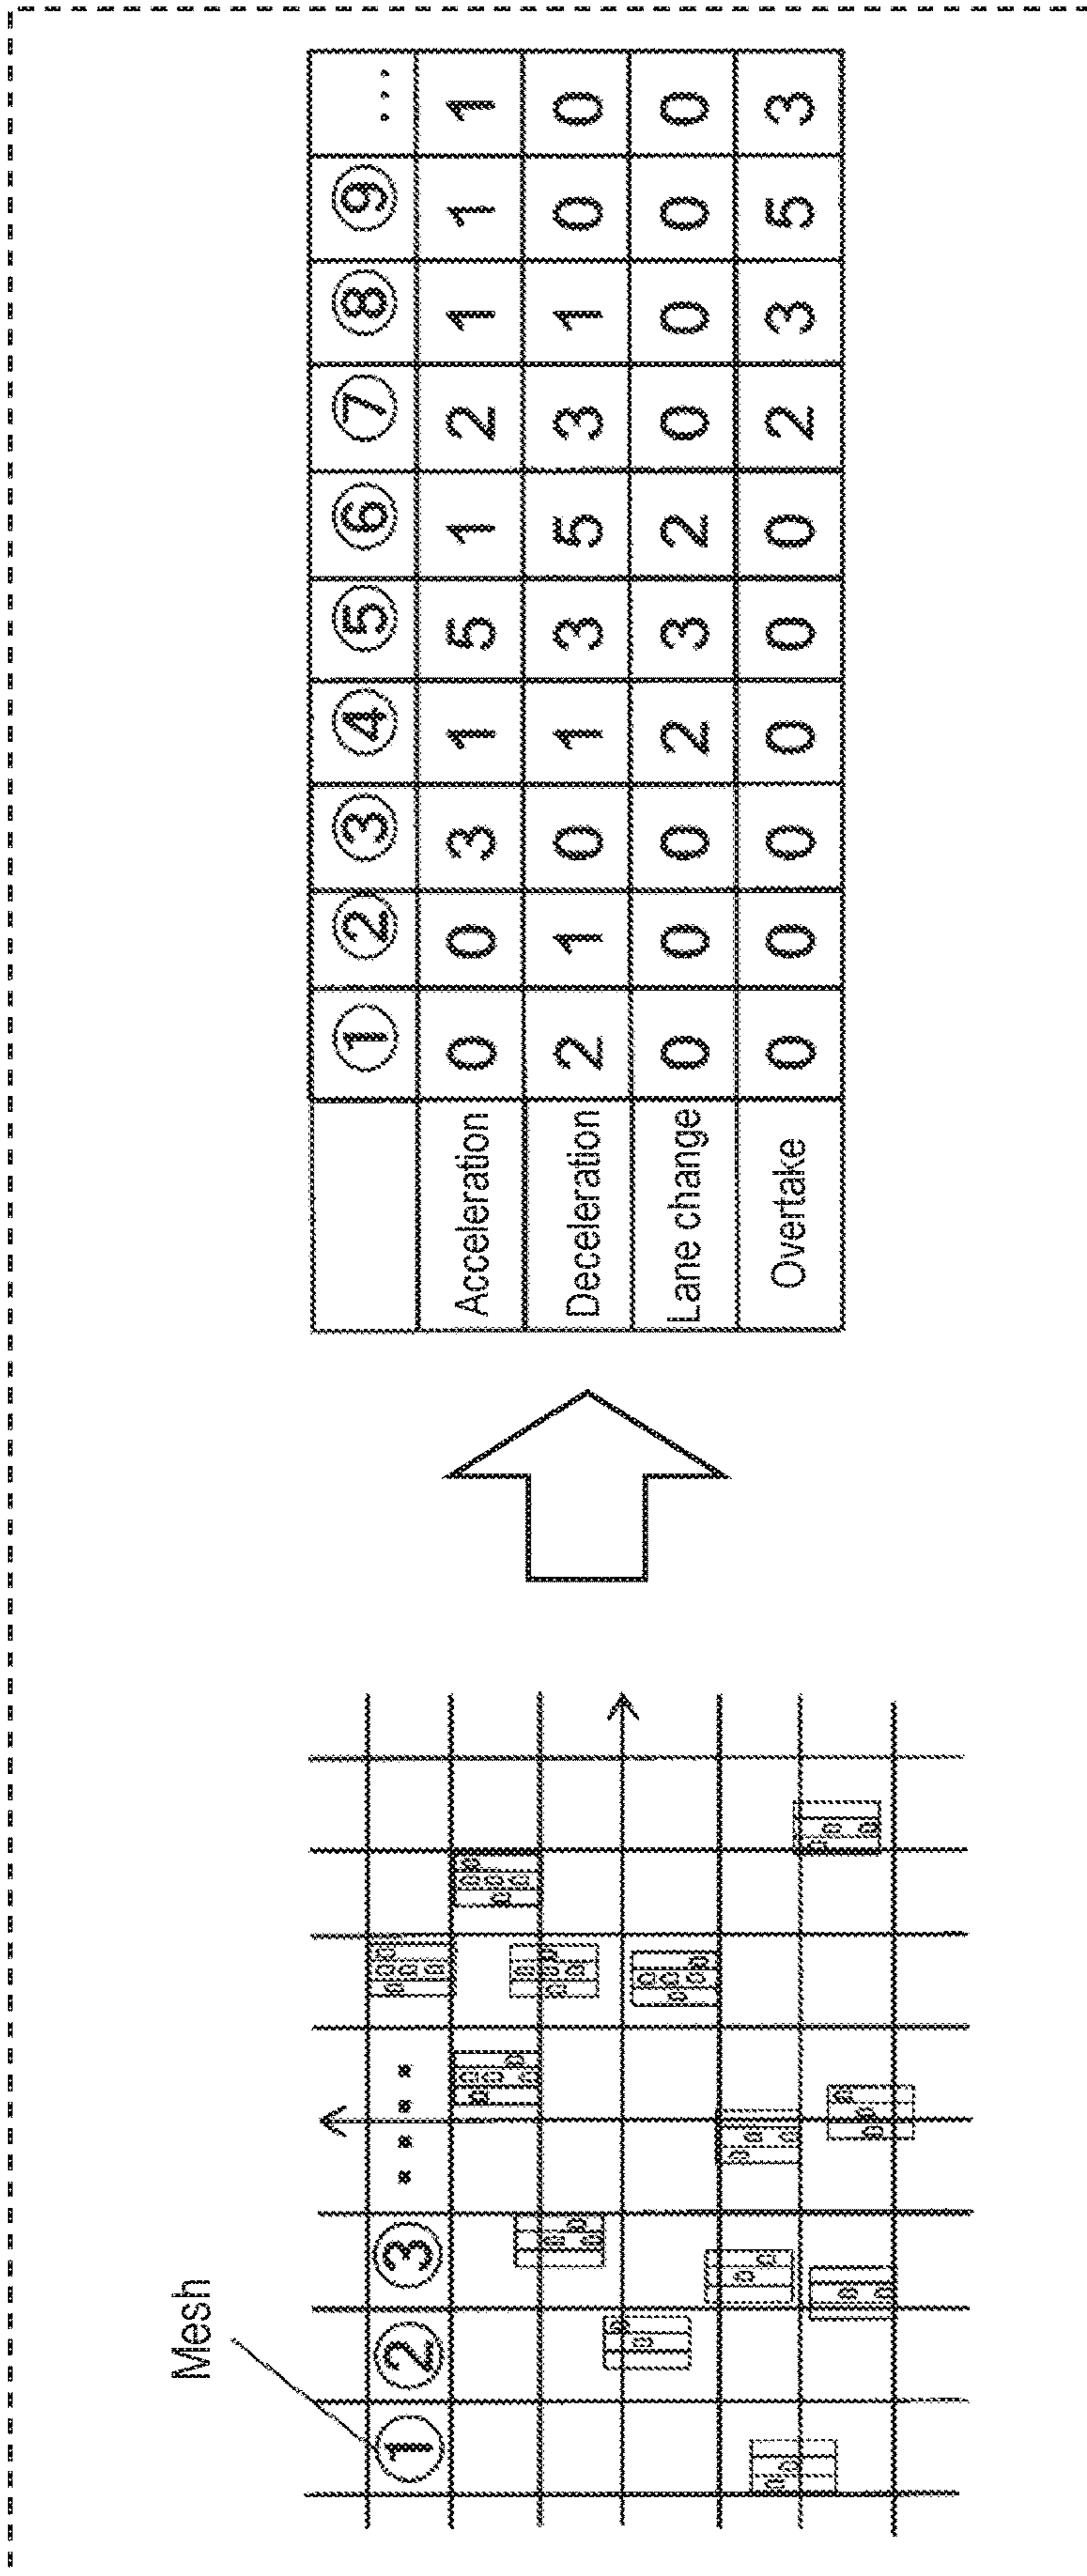 Mesh
① ② ③ ····
① ② ③ ④ ⑤ ⑥ ⑦ ⑧ ⑨ ...
Acceleration 0 0 3 1 5 1 2 1 1 1
Deceleration 2 1 0 1 3 5 3 1 0 0
Lane change 0 0 0 2 3 2 0 0 0 0
Overtake 0 0 0 0 0 0 2 3 5 3